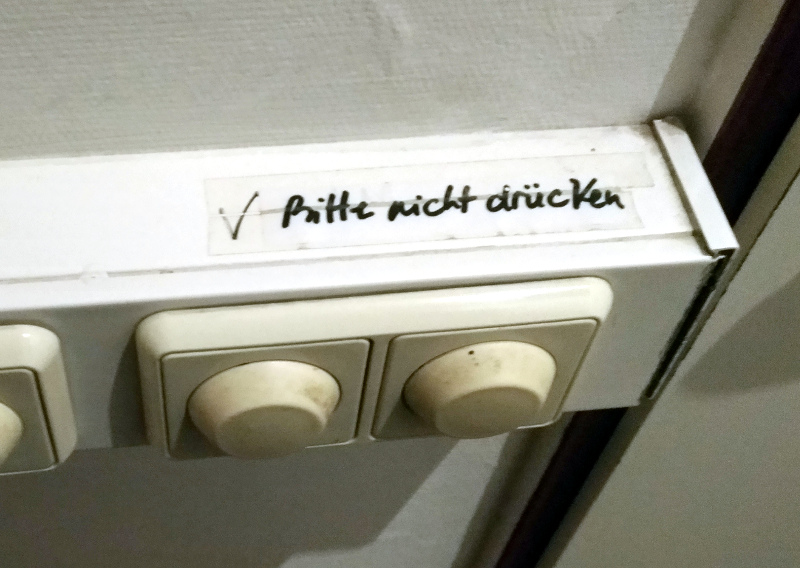 ✓ Bitte nicht drücken